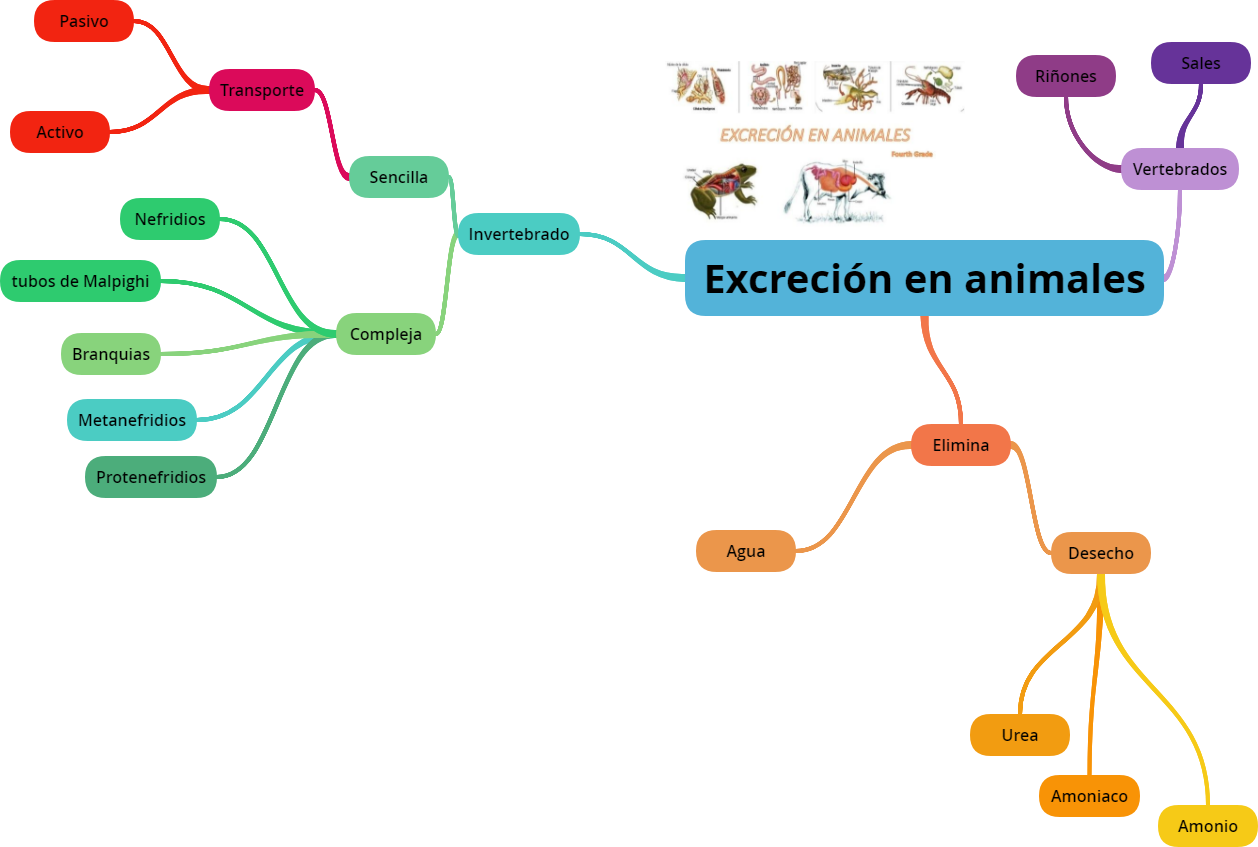 Pasivo
Activo
Transporte
Sencilla
Nefridios
tubos de Malpighi
Branquias
Metanefridios
Protenefridios
Compleja
Invertebrado
EXCRECIÓN EN ANIMALES
Fourth Grade
Excreción en animales
Riñones
Sales
Vertebrados
Elimina
Agua
Desecho
Urea
Amoniaco
Amonio